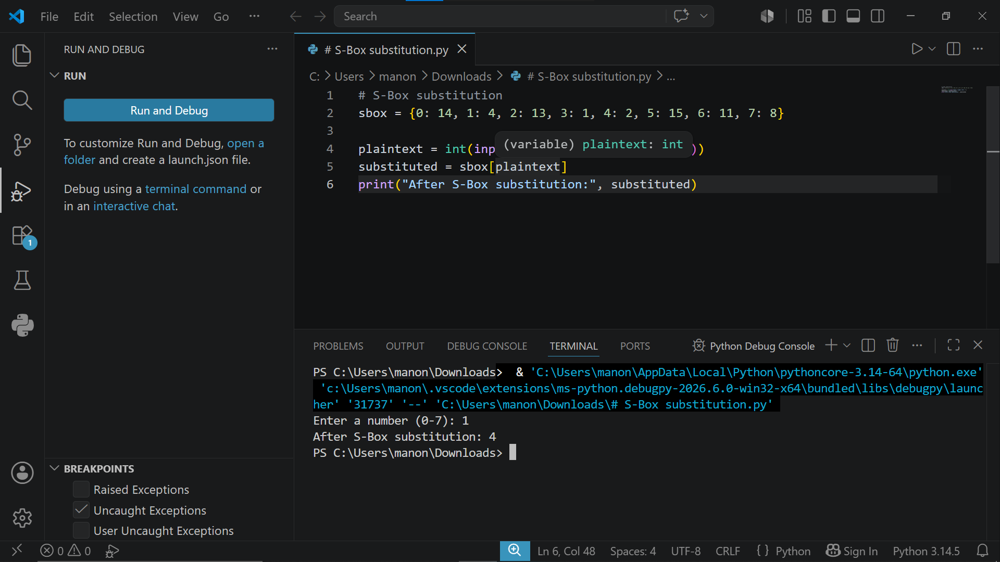 File Edit Selection View Go ... Search
RUN AND DEBUG ...
RUN
Run and Debug
To customize Run and Debug, open a
folder and create a launch.json file.
Debug using a terminal command or
in an interactive chat.
1
BREAKPOINTS
Raised Exceptions
Uncaught Exceptions
User Uncaught Exceptions
# S-Box substitution.py
C: > Users > manon > Downloads > # S-Box substitution.py > ...
1 # S-Box substitution
2 sbox = {0: 14, 1: 4, 2: 13, 3: 1, 4: 2, 5: 15, 6: 11, 7: 8}
3
(variable) plaintext: int
4 plaintext = int(inp ))
5 substituted = sbox[plaintext]
6 print("After S-Box substitution:", substituted)
PROBLEMS OUTPUT DEBUG CONSOLE TERMINAL PORTS Python Debug Console
PS C:\Users\manon\Downloads>  & 'C:\Users\manon\AppData\Local\Python\pythoncore-3.14-64\python.exe'
'c:\Users\manon\.vscode\extensions\ms-python.debugpy-2026.6.0-win32-x64\bundled\libs\debugpy\launc
her' '31737' '--' 'C:\Users\manon\Downloads\# S-Box substitution.py'
Enter a number (0-7): 1
After S-Box substitution: 4
PS C:\Users\manon\Downloads>
0 0 Ln 6, Col 48 Spaces: 4 UTF-8 CRLF {} Python Sign In Python 3.14.5